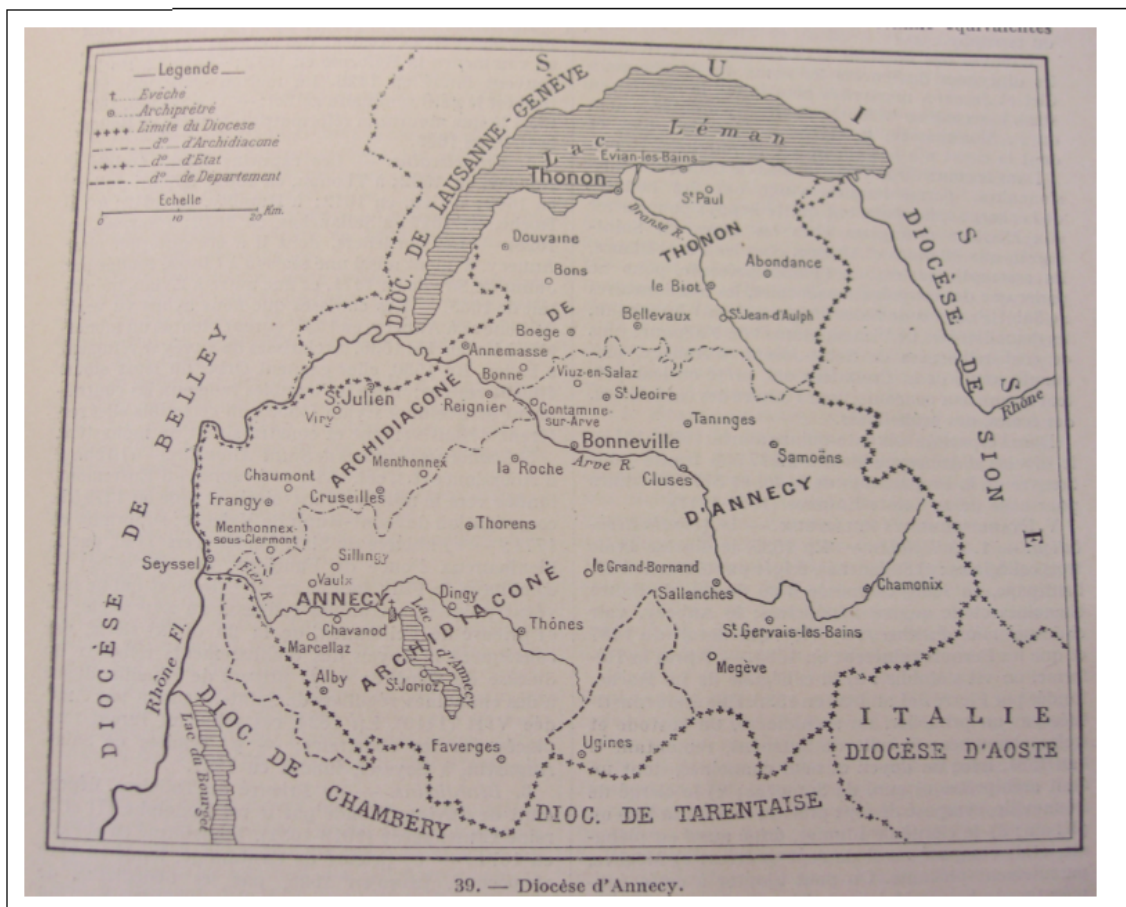 équivalentes
Légende
Evêché
Archiprêtré
Limite du Diocèse
d°. d'Archidiaconé
d°. d'Etat
d°. de Département
Echelle
0 10 20 Km.
SUISSE
DIOC. DE LAUSANNE-GENÈVE
Lac Léman
Evian-les-Bains
Thonon
St Paul
Dranse R.
THONON
Douvaine
Abondance
Bons
le Biot
DE
St Jean-d'Aulph
Bellevaux
Boege
DIOCÈSE DE SION
Annemasse
Viuz-en-Salaz
Bonne
Rhône
St Julien
Reignier
St Jeoire
Viry
Contamine-
sur-Arve
ARCHIDIACONÉ
Taninges
DIOCÈSE DE BELLEY
Bonneville
Samoëns
Menthonnex
la Roche
Arve R.
Cluses
Chaumont
Cruseilles
Frangy
D'ANNECY
Thorens
Menthonnex-
sous-Clermont
Sillingy
Seyssel
Fier R.
le Grand-Bornand
Vaulx
Sallanches
Chamonix
ANNECY
Dingy
Chavanod
Lac d'Annecy
Thônes
St Gervais-les-Bains
Marcellaz
ARCHIDIACONÉ
Megève
Alby
St Jorioz
Rhône Fl.
Lac du Bourget
ITALIE
DIOCÈSE D'AOSTE
Faverges
Ugines
DIOC. DE CHAMBÉRY
DIOC. DE TARENTAISE
39. — Diocèse d'Annecy.